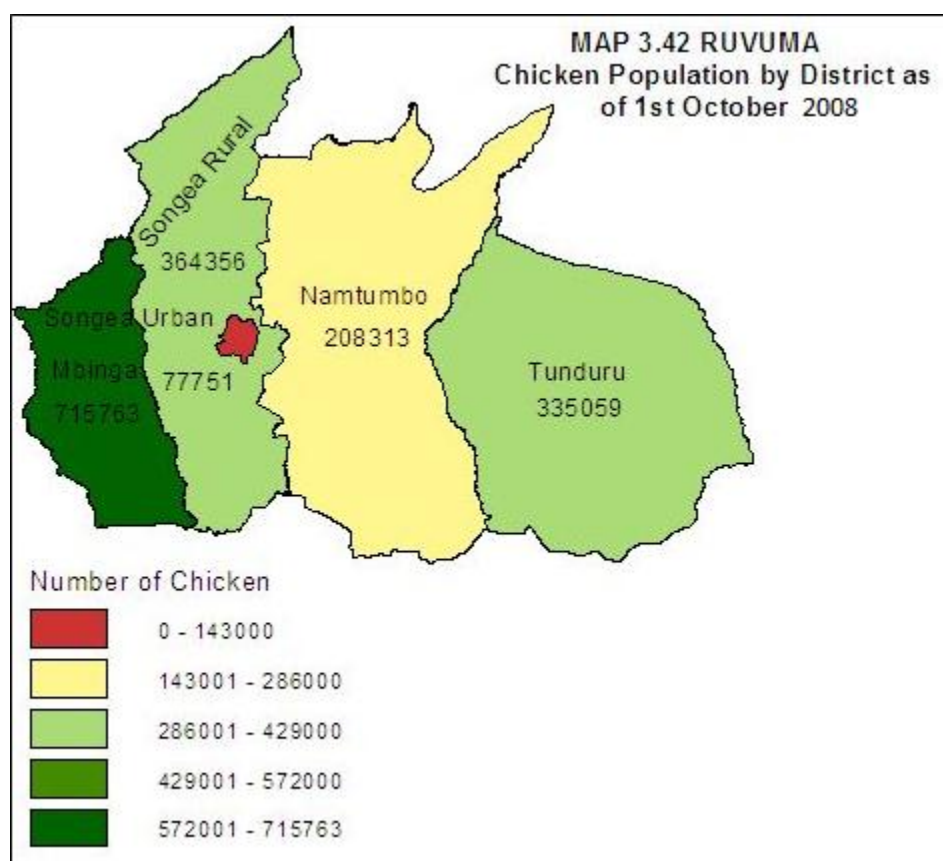 MAP 3.42 RUVUMA
Chicken Population by District as
of 1st October 2008
Songea Rural
364356
Namtumbo
208313
Songea Urban
77751
Mbinga
715763
Tunduru
335059
Number of Chicken
0 - 143000
143001 - 286000
286001 - 429000
429001 - 572000
572001 - 715763